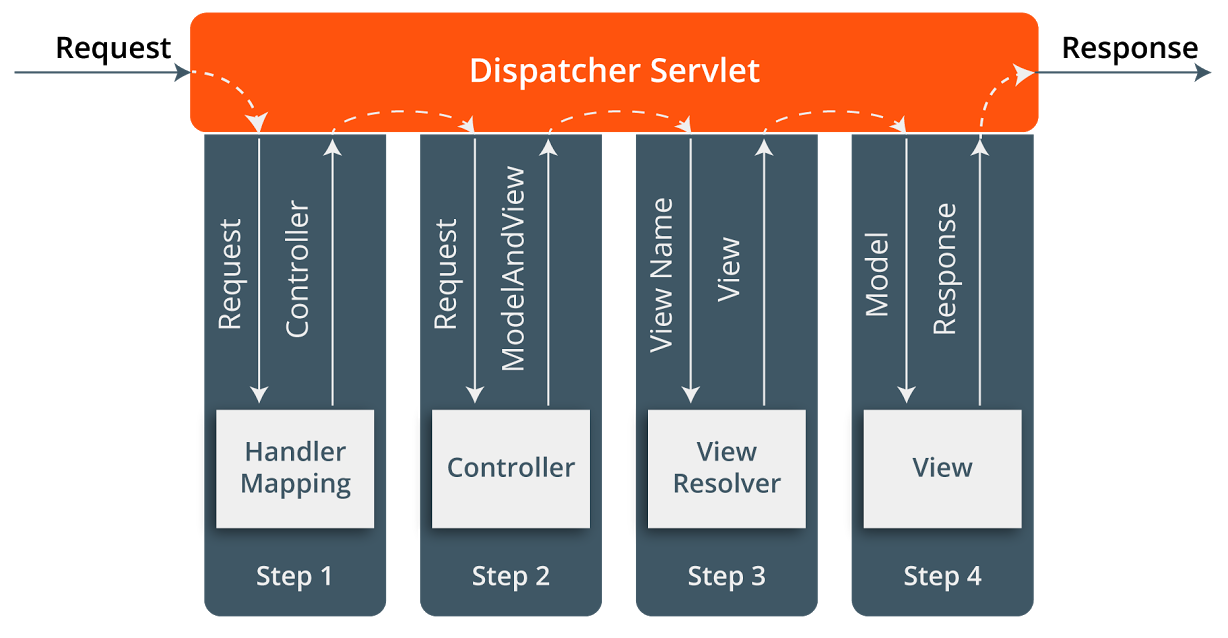 Request
Dispatcher Servlet
Response
Request
Controller
Handler
Mapping
Step 1
Request
ModelAndView
Controller
Step 2
View Name
View
View
Resolver
Step 3
Model
Response
View
Step 4